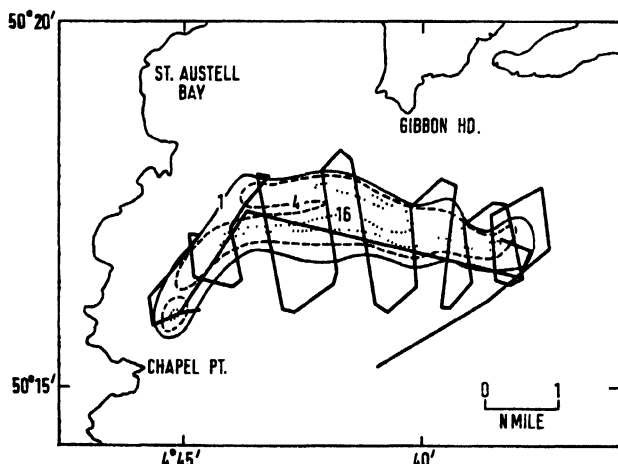 50°20'
ST. AUSTELL
BAY
GIBBON HD.
1
4
16
CHAPEL PT.
50°15'
0 1
N MILE
4°45' 40'